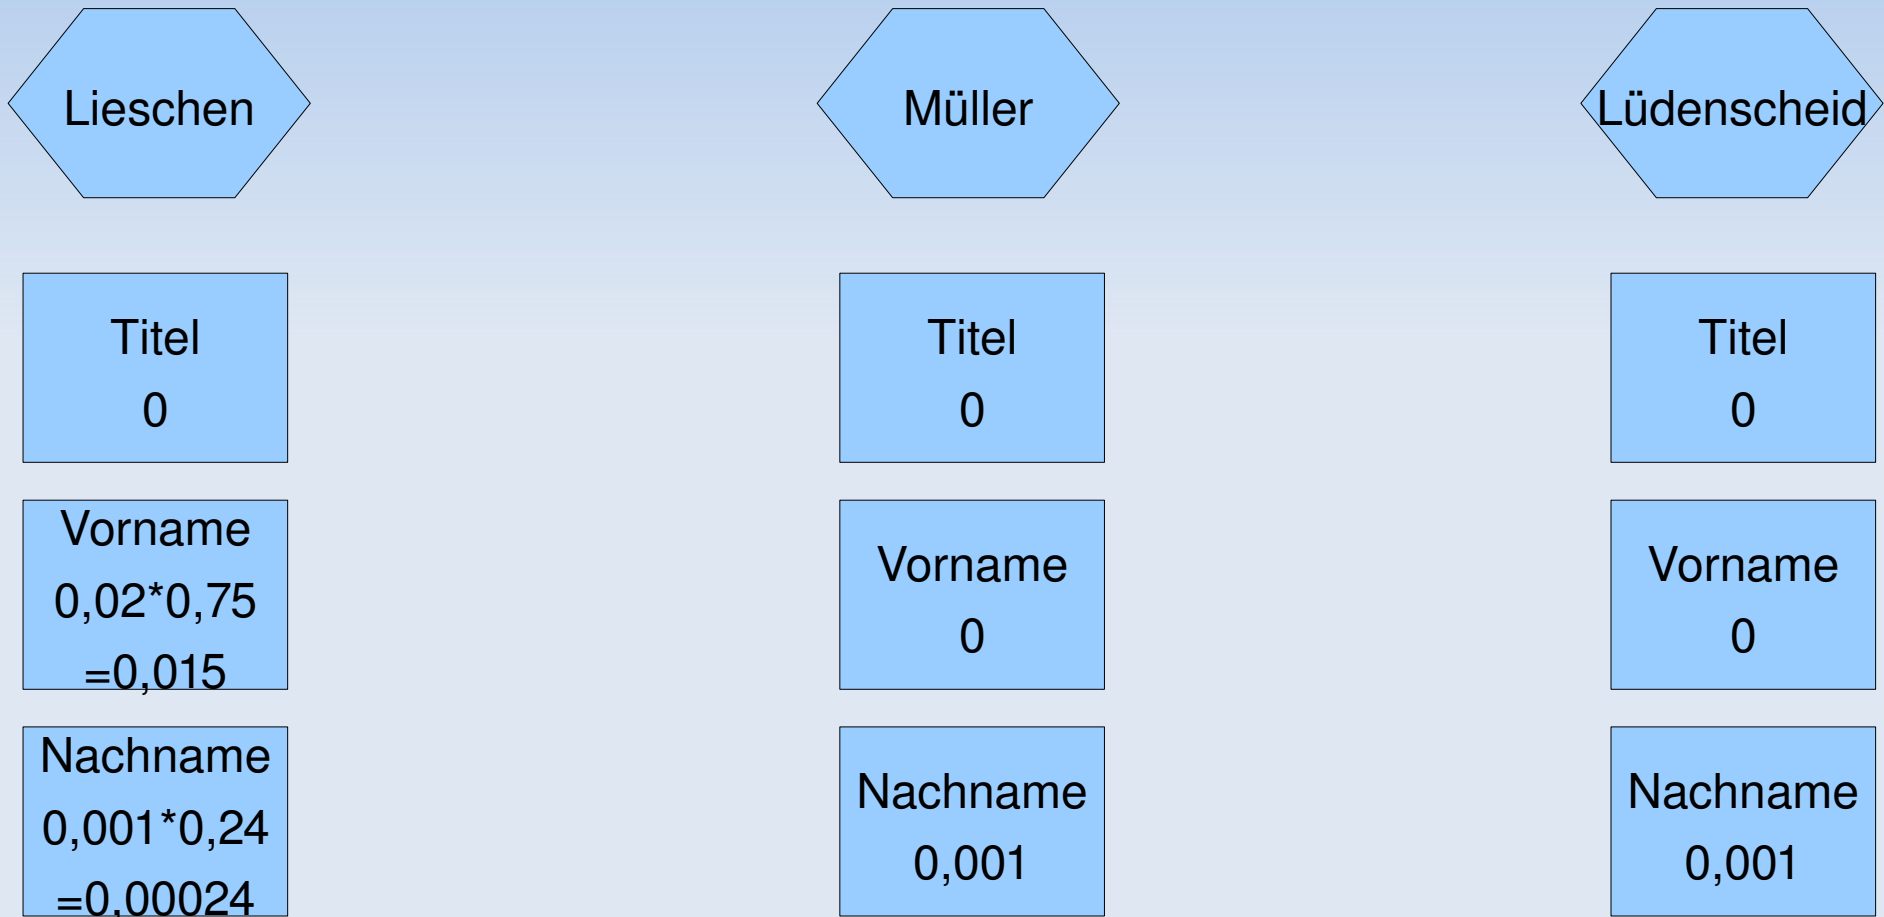 Lieschen
Müller
Lüdenscheid
Titel
0
Titel
0
Titel
0
Vorname
0,02*0,75
=0,015
Vorname
0
Vorname
0
Nachname
0,001*0,24
=0,00024
Nachname
0,001
Nachname
0,001